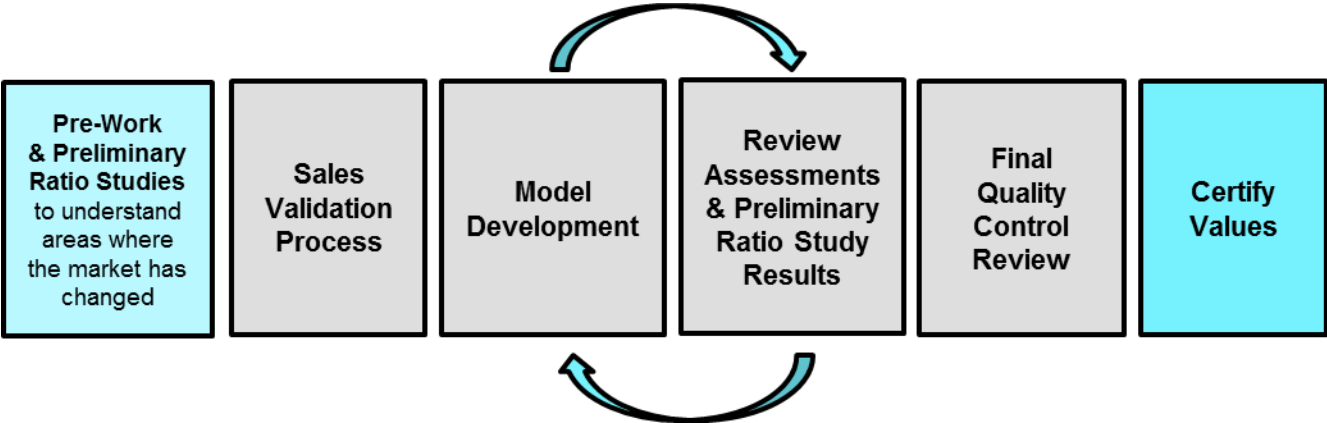 Pre-Work
& Preliminary
Ratio Studies
to understand
areas where
the market has
changed
Sales
Validation
Process
Model
Development
Review
Assessments
& Preliminary
Ratio Study
Results
Final
Quality
Control
Review
Certify
Values